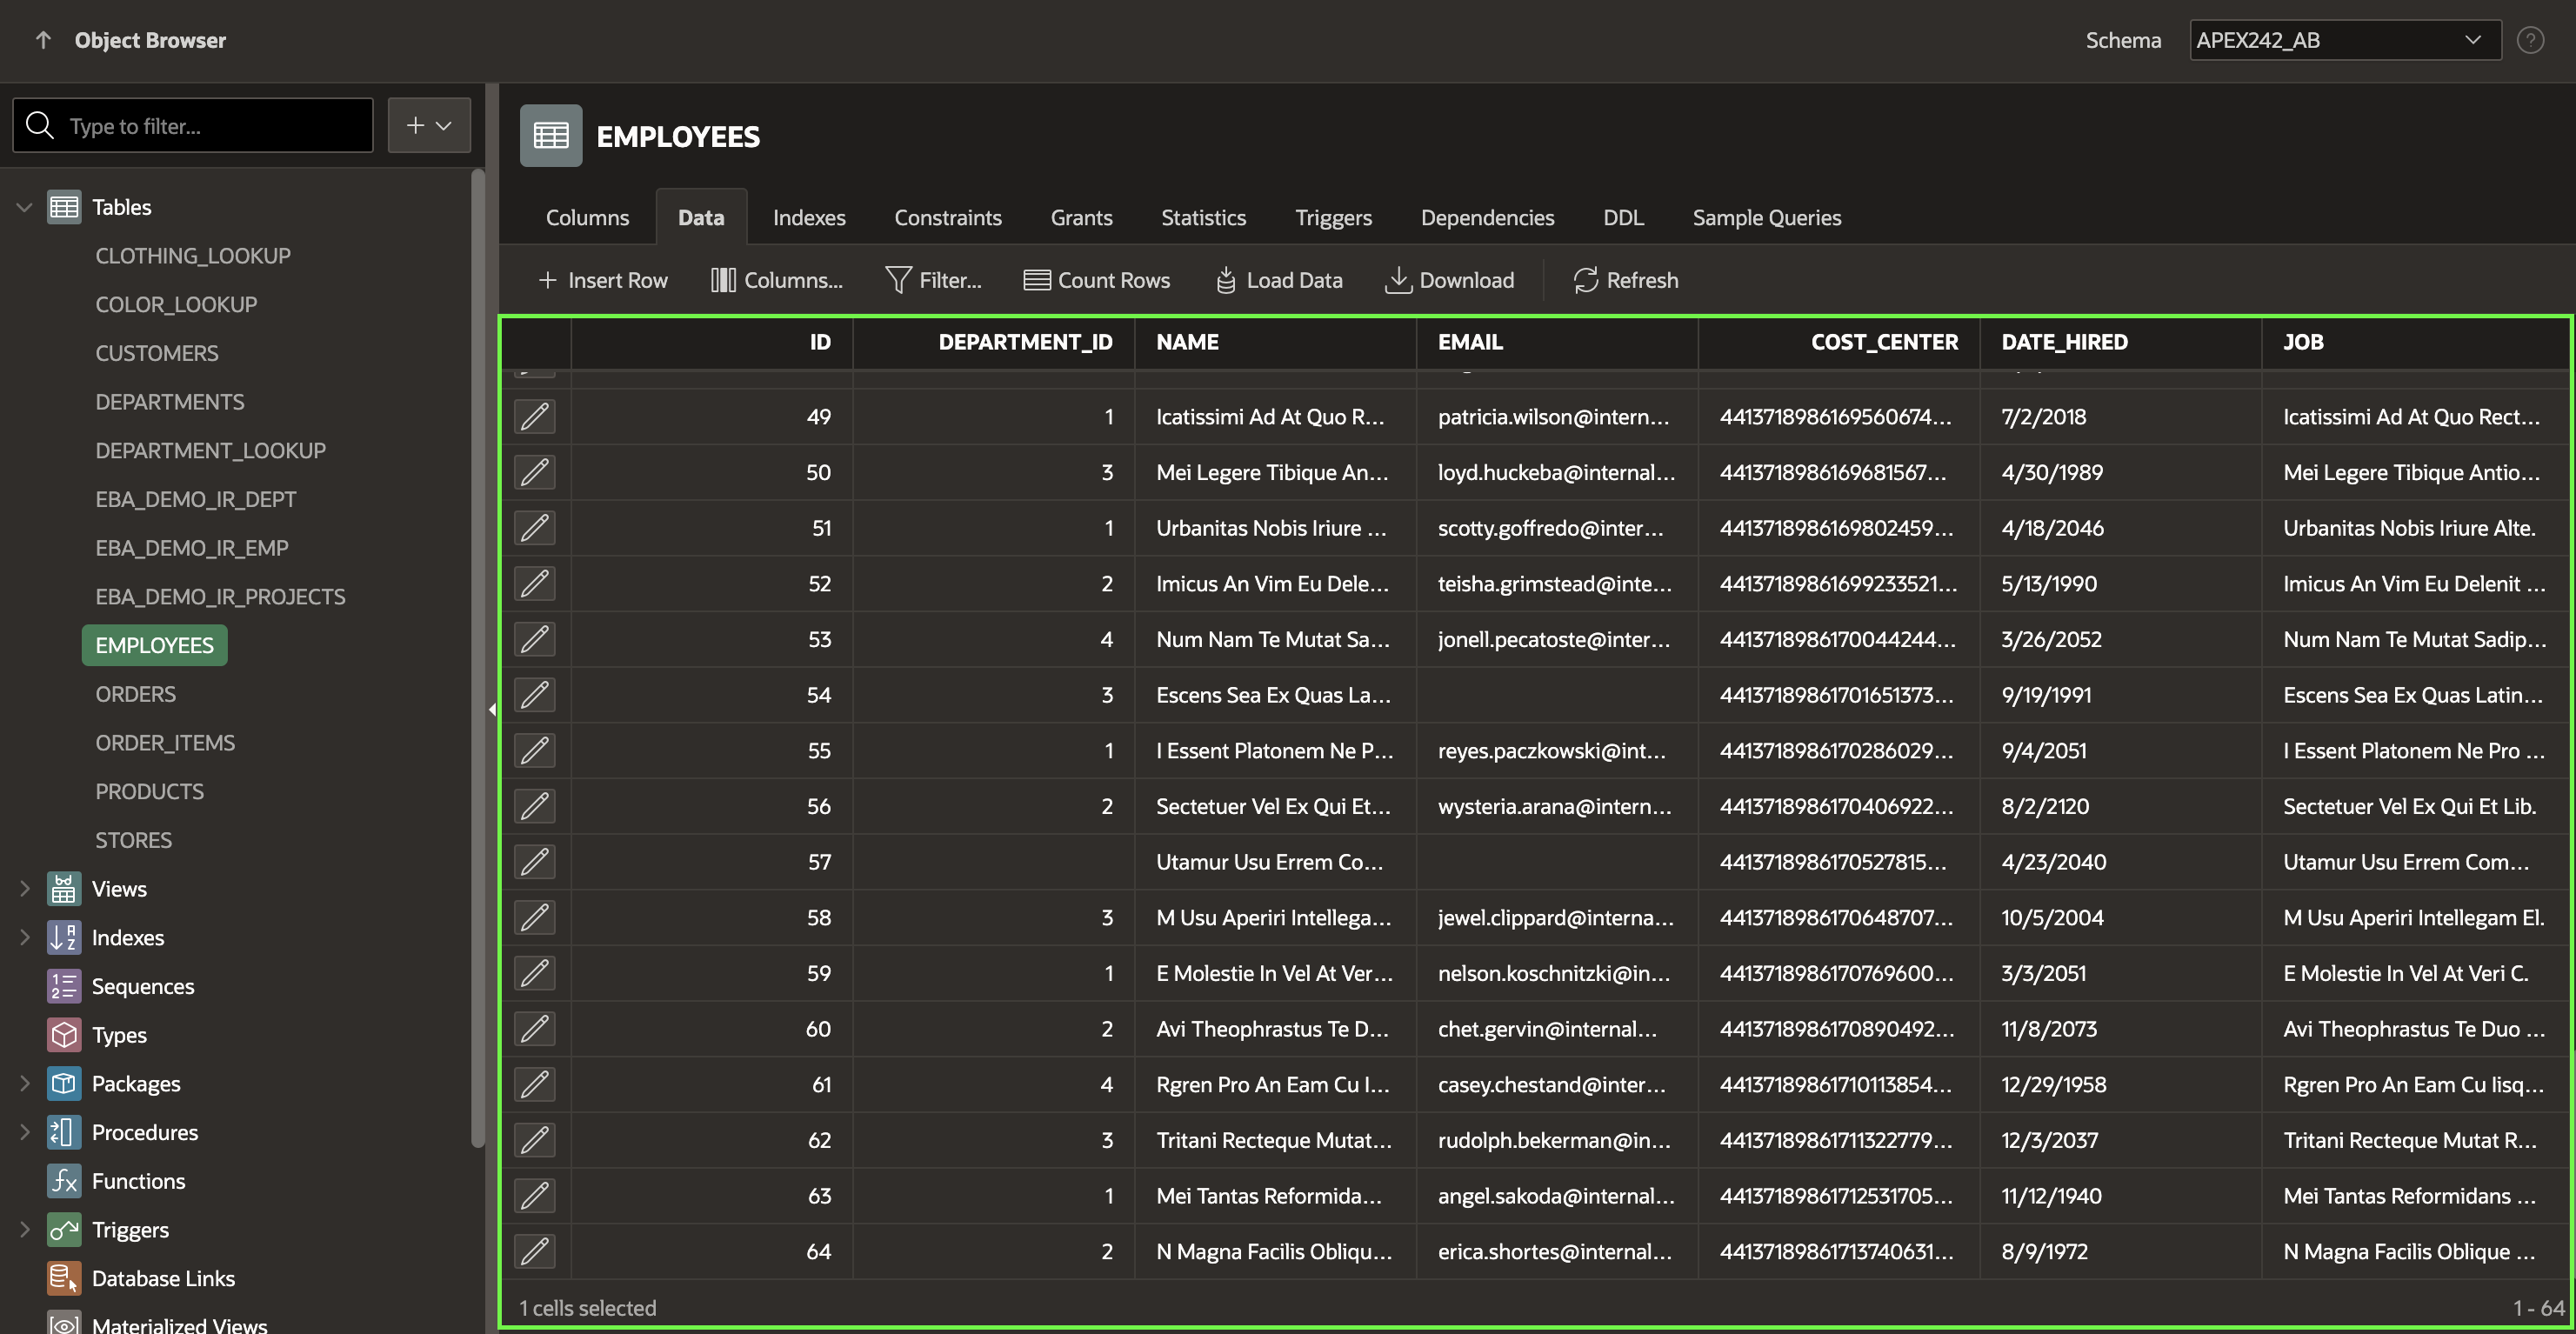 Object Browser
Schema APEX242_AB ?
Type to filter...
Tables
CLOTHING_LOOKUP
COLOR_LOOKUP
CUSTOMERS
DEPARTMENTS
DEPARTMENT_LOOKUP
EBA_DEMO_IR_DEPT
EBA_DEMO_IR_EMP
EBA_DEMO_IR_PROJECTS
EMPLOYEES
ORDERS
ORDER_ITEMS
PRODUCTS
STORES
Views
Indexes
Sequences
Types
Packages
Procedures
Functions
Triggers
Database Links
Materialized Views
EMPLOYEES
Columns Data Indexes Constraints Grants Statistics Triggers Dependencies DDL Sample Queries
Insert Row Columns... Filter... Count Rows Load Data Download Refresh
ID DEPARTMENT_ID NAME EMAIL COST_CENTER DATE_HIRED JOB
49 1 Icatissimi Ad At Quo R... patricia.wilson@intern...4413718986169560674... 7/2/2018 Icatissimi Ad At Quo Rect...
50 3 Mei Legere Tibique An... loyd.huckeba@internal... 4413718986169681567... 4/30/1989 Mei Legere Tibique Antio...
51 1 Urbanitas Nobis Iriure ... scotty.goffredo@inter... 4413718986169802459... 4/18/2046 Urbanitas Nobis Iriure Alte.
52 2 Imicus An Vim Eu Dele... teisha.grimstead@inte... 44137189861699233521... 5/13/1990 Imicus An Vim Eu Delenit ...
53 4 Num Nam Te Mutat Sa... jonell.pecatoste@inter... 4413718986170044244... 3/26/2052 Num Nam Te Mutat Sadip...
54 3 Escens Sea Ex Quas La... 44137189861701651373... 9/19/1991 Escens Sea Ex Quas Latin...
55 1 I Essent Platonem Ne P... reyes.paczkowski@int... 4413718986170286029... 9/4/2051 I Essent Platonem Ne Pro ...
56 2 Sectetuer Vel Ex Qui Et... wysteria.arana@intern... 4413718986170406922... 8/2/2120 Sectetuer Vel Ex Qui Et Lib.
57 Utamur Usu Errem Co... 4413718986170527815... 4/23/2040 Utamur Usu Errem Com...
58 3 M Usu Aperiri Intellega... jewel.clippard@interna... 4413718986170648707... 10/5/2004 M Usu Aperiri Intellegam El.
59 1 E Molestie In Vel At Ver... nelson.koschnitzki@in... 4413718986170769600... 3/3/2051 E Molestie In Vel At Veri C.
60 2 Avi Theophrastus Te D... chet.gervin@internal... 4413718986170890492... 11/8/2073 Avi Theophrastus Te Duo ...
61 4 Rgren Pro An Eam Cu I... casey.chestand@inter... 44137189861710113854... 12/29/1958 Rgren Pro An Eam Cu Iisq...
62 3 Tritani Recteque Mutat... rudolph.bekerman@in... 44137189861711322779... 12/3/2037 Tritani Recteque Mutat R...
63 1 Mei Tantas Reformida... angel.sakoda@internal... 44137189861712531705... 11/12/1940 Mei Tantas Reformidans ...
64 2 N Magna Facilis Obliqu... erica.shortes@internal... 44137189861713740631... 8/9/1972 N Magna Facilis Oblique ...
1 cells selected
1 - 64